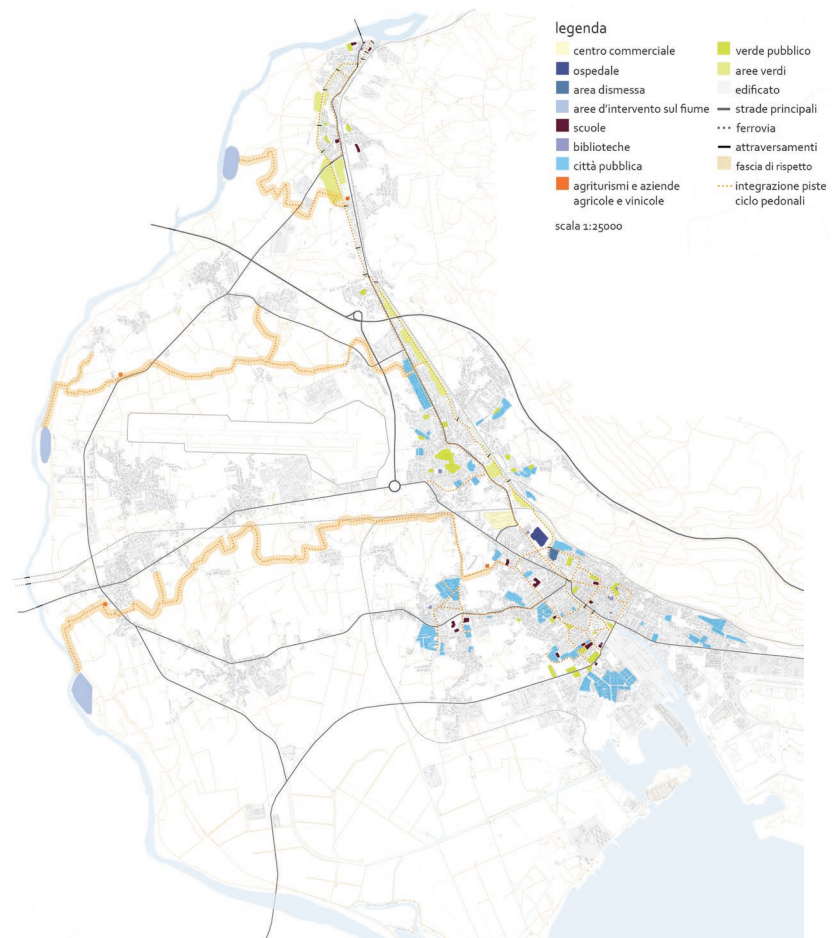 legenda
centro commerciale
ospedale
area dismessa
aree d'intervento sul fiume
scuole
biblioteche
città pubblica
agriturismi e aziende
agricole e vinicole
scala 1:25000
verde pubblico
aree verdi
edificato
strade principali
ferrovia
attraversamenti
fascia di rispetto
integrazione piste
ciclo pedonali